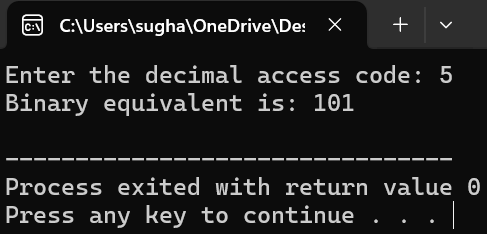 C:\Users\sugha\OneDrive\Des
Enter the decimal access code: 5
Binary equivalent is: 101
--------------------------------
Process exited with return value 0
Press any key to continue . . .